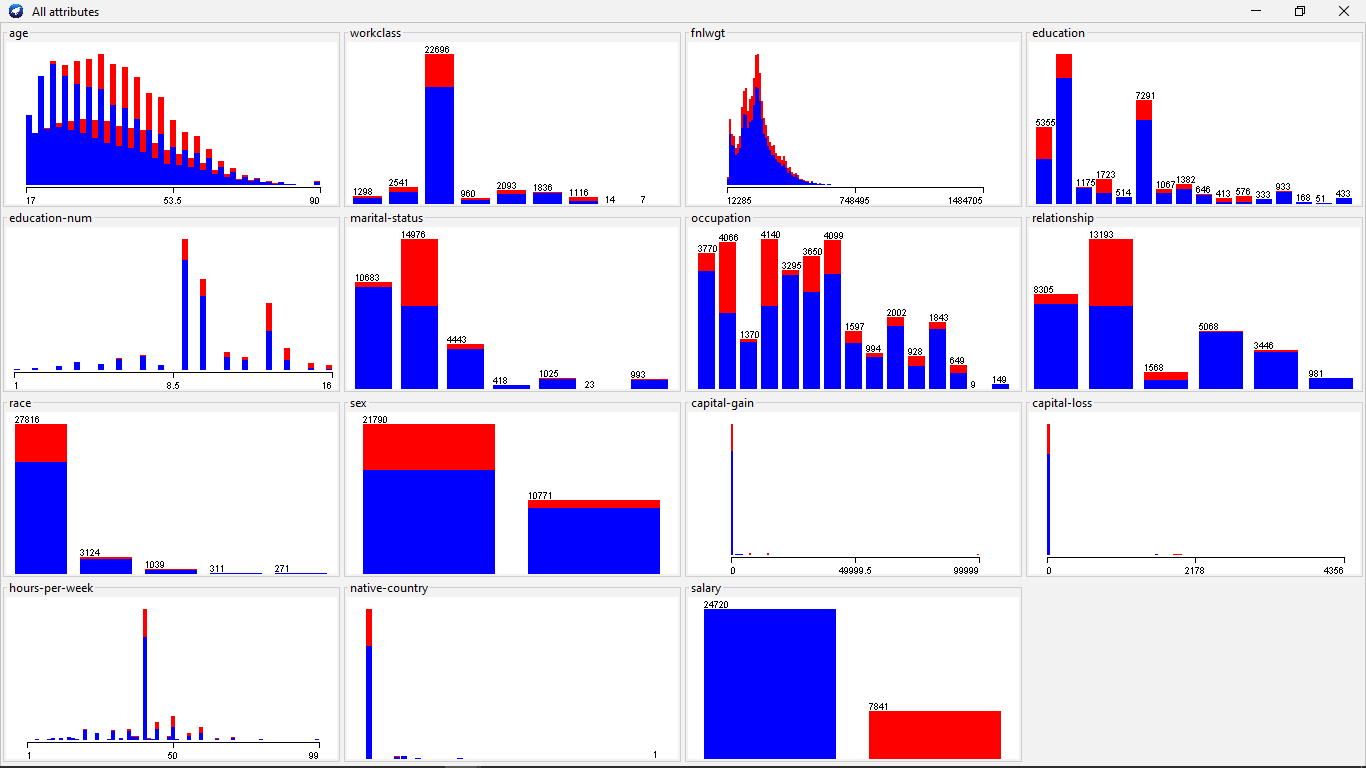 All attributes
age
17 53.5 90
workclass
22696
2541
1298 960 2093 1836 1116 14 7
fnlwgt
12285 748495 1484705
education
7291
5355
1175 1723 514 1067 1382 646 413 576 333 933 168 51 433
education-num
1 8.5 16
marital-status
14976
10683
4443
418 1025 23 993
occupation
3770 4066 4140 3295 3650 4099
1370 1597 994 2002 928 1843 649 9 149
relationship
13193
8305
5068
1568 3446 981
race
27816
3124
1039 311 271
sex
21790
10771
capital-gain
0 49999.5 99999
capital-loss
0 2178 4356
hours-per-week
1 50 99
native-country
1
salary
24720
7841